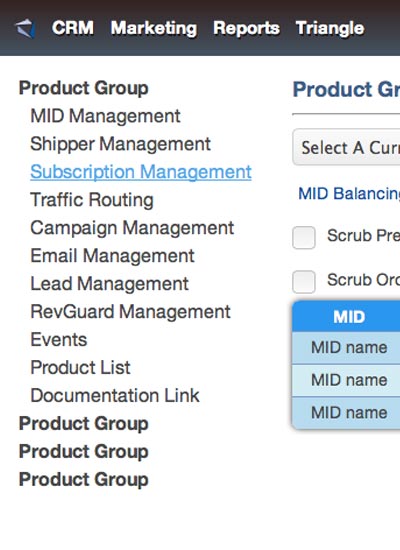 CRM Marketing Reports Triangle
Product Group
MID Management
Shipper Management
Subscription Management
Traffic Routing
Campaign Management
Email Management
Lead Management
RevGuard Management
Events
Product List
Documentation Link
Product Group
Product Group
Product Group
Product Gr
Select A Curr
MID Balancing
Scrub Pre
Scrub Ord
MID
MID name
MID name
MID name